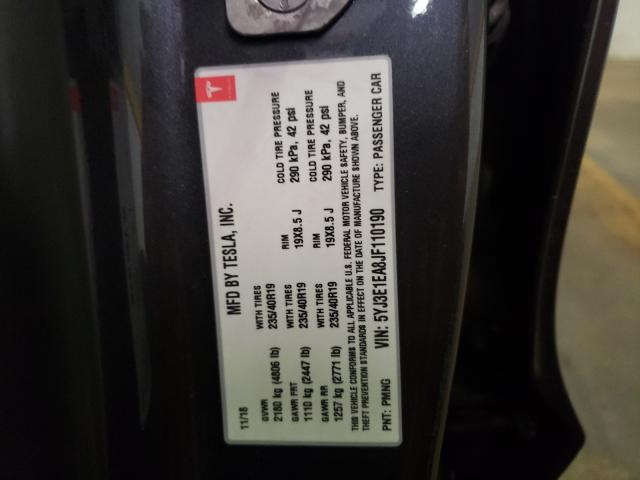 MFD BY TESLA, INC.
11/18
GVWR WITH TIRES RIM COLD TIRE PRESSURE
2180 kg (4806 lb) 235/40R19 19X8.5 J 290 kPa, 42 psi
GAWR FRT WITH TIRES RIM COLD TIRE PRESSURE
1110 kg (2447 lb) 235/40R19 19X8.5 J 290 kPa, 42 psi
GAWR RR WITH TIRES
1257 kg (2771 lb) 235/40R19
THIS VEHICLE CONFORMS TO ALL APPLICABLE U.S. FEDERAL MOTOR VEHICLE SAFETY, BUMPER, AND
THEFT PREVENTION STANDARDS IN EFFECT ON THE DATE OF MANUFACTURE SHOWN ABOVE.
PNT: PMNG VIN: 5YJ3E1EA8JF110190 TYPE: PASSENGER CAR